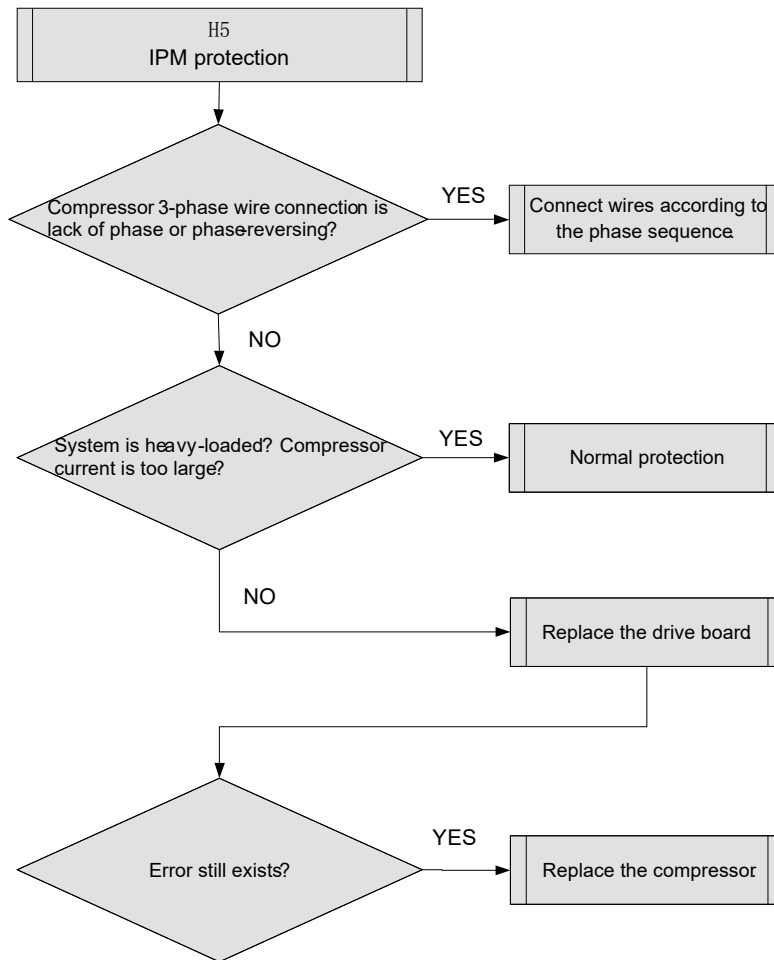 H5
IPM protection
Compressor 3-phase wire connection is
lack of phase or phase-reversing?
YES
Connect wires according to
the phase sequence.
NO
System is heavy-loaded? Compressor
current is too large?
YES
Normal protection
NO
Replace the drive board.
Error still exists?
YES
Replace the compressor.